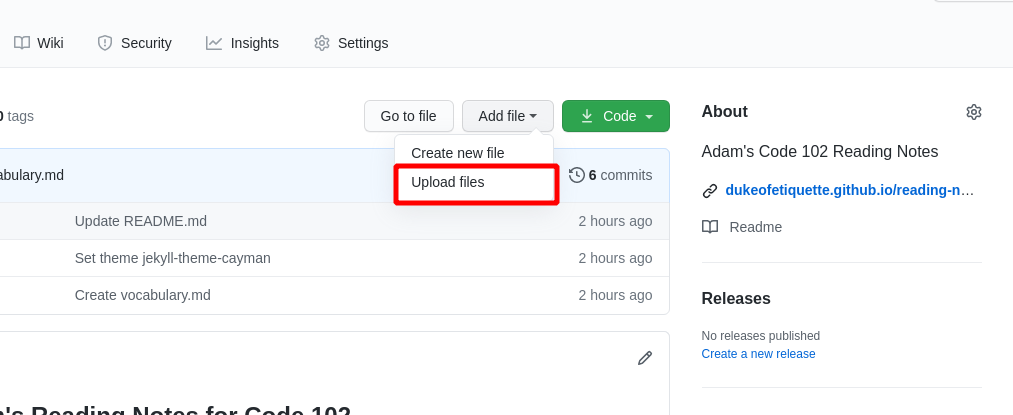 Wiki Security Insights Settings
0 tags Go to file Add file Code
Create new file
Upload files
abulary.md 6 commits
Update README.md 2 hours ago
Set theme jekyll-theme-cayman 2 hours ago
Create vocabulary.md 2 hours ago
's Reading Notes for Code 102
About
Adam's Code 102 Reading Notes
dukeofetiquette.github.io/reading-n...
Readme
Releases
No releases published
Create a new release